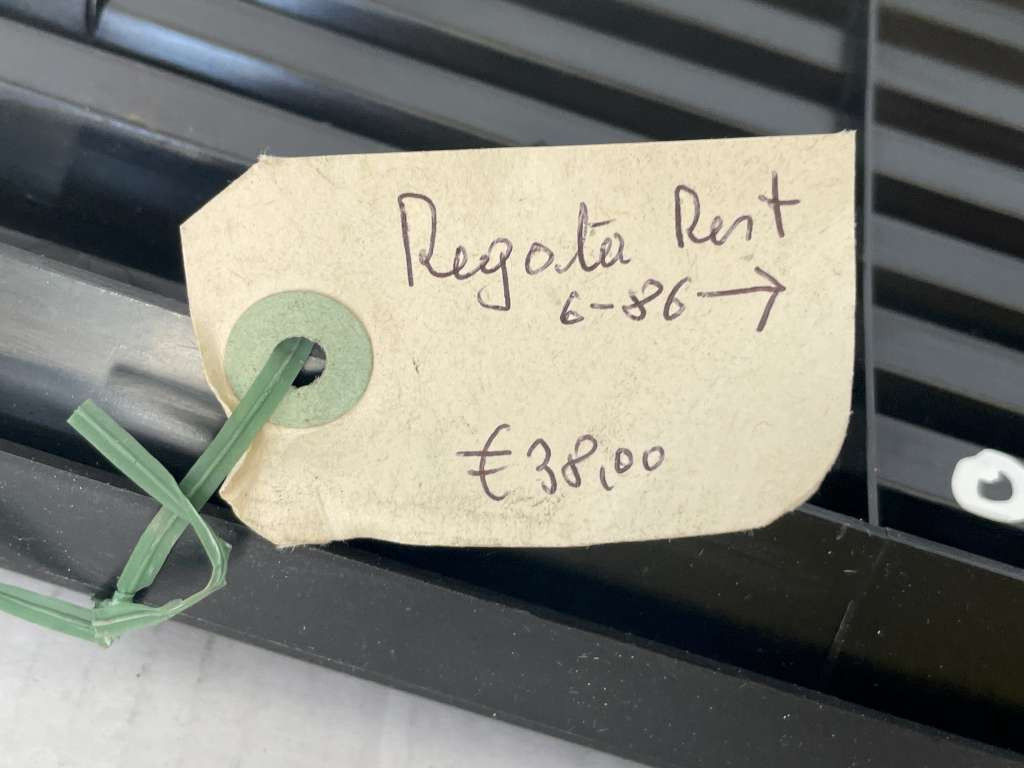 Regata Rest
6-86 →
€ 38,00